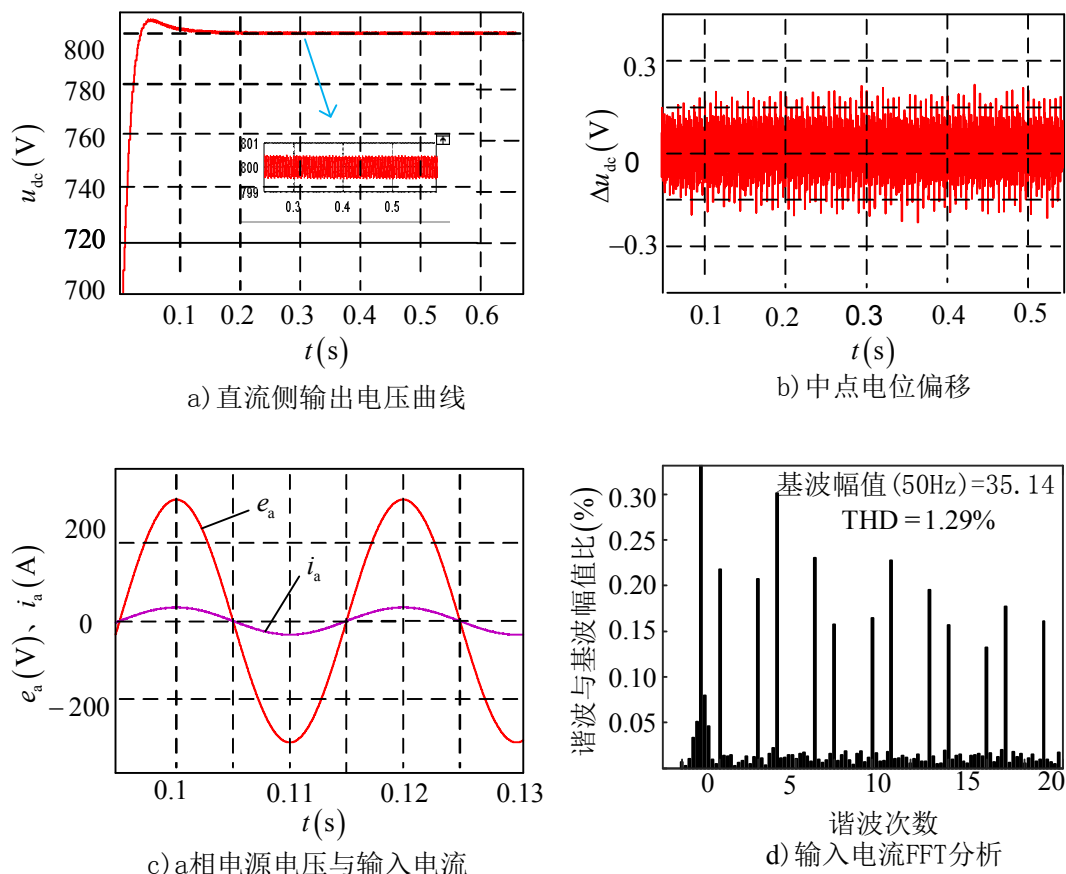 800
780
760
740
720
700
u_dc(V)
801
800
799
0.3 0.4 0.5
0.1 0.2 0.3 0.4 0.5 0.6
t(s)
a)直流侧输出电压曲线
0.3
0
−0.3
Δu_dc(V)
0.1 0.2 0.3 0.4 0.5
t(s)
b)中点电位偏移
200
0
−200
e_a(V)、i_a(A)
e_a
i_a
0.1 0.11 0.12 0.13
t(s)
c)a相电源电压与输入电流
0.30
0.25
0.20
0.15
0.10
0.05
谐波与基波幅值比(%)
基波幅值(50Hz)=35.14
THD=1.29%
0 5 10 15 20
谐波次数
d)输入电流FFT分析